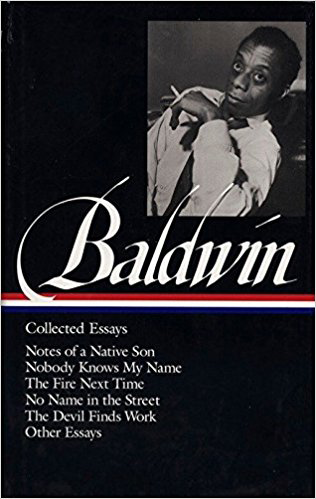 Baldwin
Collected Essays
Notes of a Native Son
Nobody Knows My Name
The Fire Next Time
No Name in the Street
The Devil Finds Work
Other Essays